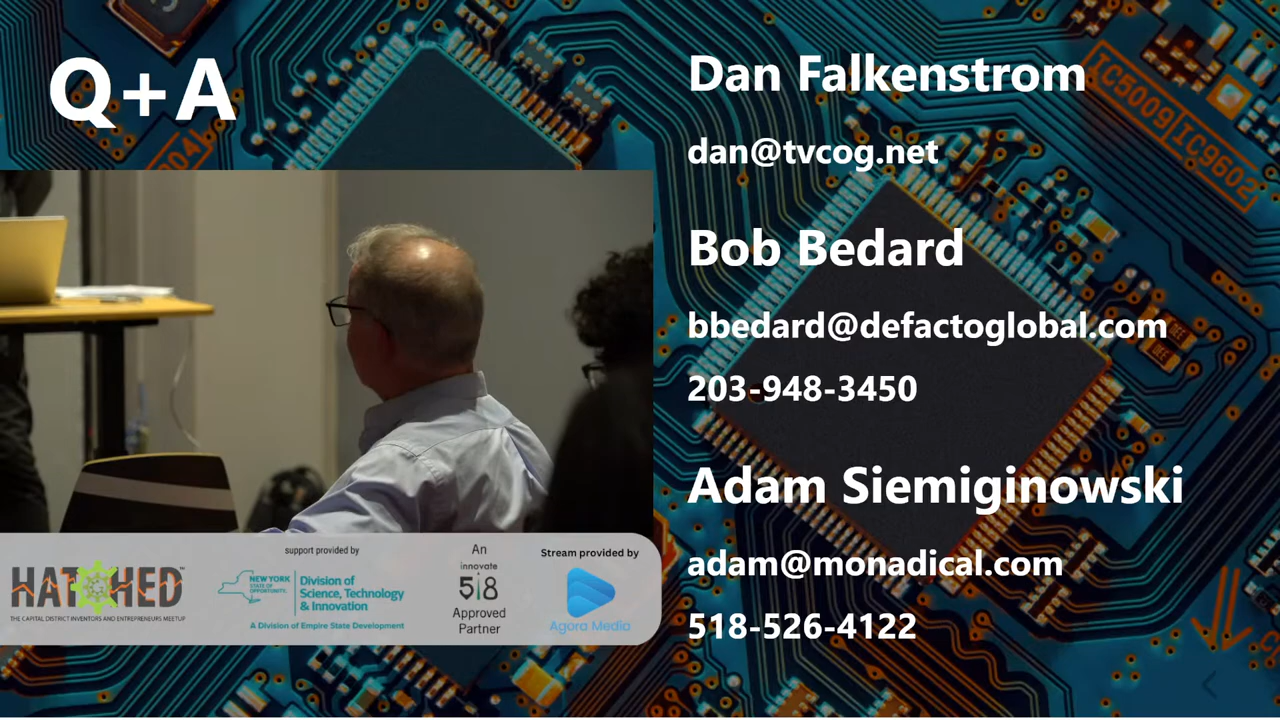 Q+A
Dan Falkenstrom
dan@tvcog.net
Bob Bedard
bbedard@defactoglobal.com
203-948-3450
Adam Siemiginowski
adam@monadical.com
518-526-4122
IC5009
IC9602
HATCHED
THE CAPITAL DISTRICT INVENTORS AND ENTREPRENEURS MEETUP
support provided by
NEW YORK
STATE OF
OPPORTUNITY.
Division of
Science, Technology
& Innovation
A Division of Empire State Development
An
innovate
518
Approved
Partner
Stream provided by
Agora Media